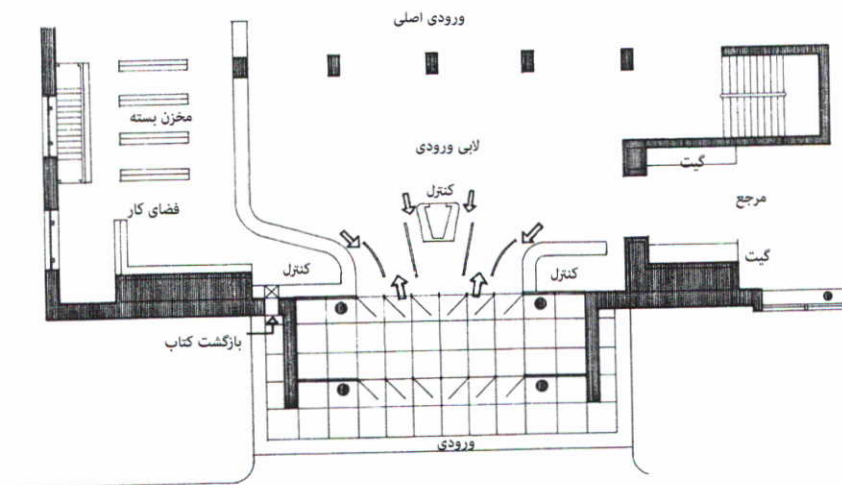 ورودی اصلی
مخزن بسته
لابی ورودی
گیت
کنترل
مرجع
فضای کار
گیت
کنترل
کنترل
بازگشت کتاب
ورودی